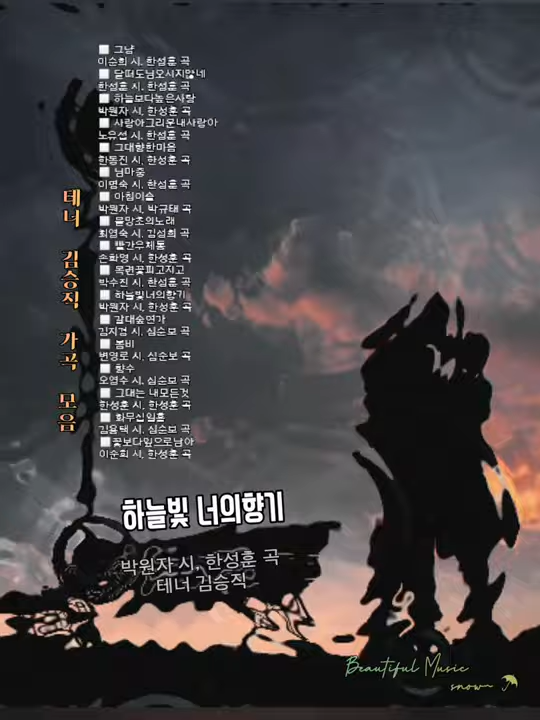 ⬜ 그냥
이순희 시, 한성훈 곡
⬜ 달떠도님오시지않네
한성훈 시, 한성훈 곡
⬜ 하늘보다높은사랑
박원자 시, 한성훈 곡
⬜ 사랑아그리운내사랑아
노유섭 시, 한성훈 곡
⬜ 그대향한마음
한동진 시, 한성훈 곡
⬜ 님마중
이명숙 시, 한성훈 곡
⬜ 아침이슬
박원자 시, 박규태 곡
⬜ 물망초의노래
최영숙 시, 김성희 곡
⬜ 빨간우체통
손화영 시, 한성훈 곡
⬜ 목련꽃피고지고
박수진 시, 한성훈 곡
⬜ 하늘빛너의향기
박원자 시, 한성훈 곡
⬜ 갈대숲연가
김지겸 시, 심순보 곡
⬜ 봄비
변영로 시, 심순보 곡
⬜ 향수
오영수 시, 심순보 곡
⬜ 그대는 내모든것
한성훈 시, 한성훈 곡
⬜ 화무십일홍
김용택 시, 심순보 곡
⬜꽃보다잎으로남아
이순희 시, 한성훈 곡
테너 김승직 가곡 모음
하늘빛 너의향기
박원자 시, 한성훈 곡
테너 김승직
Beautiful Music
snow